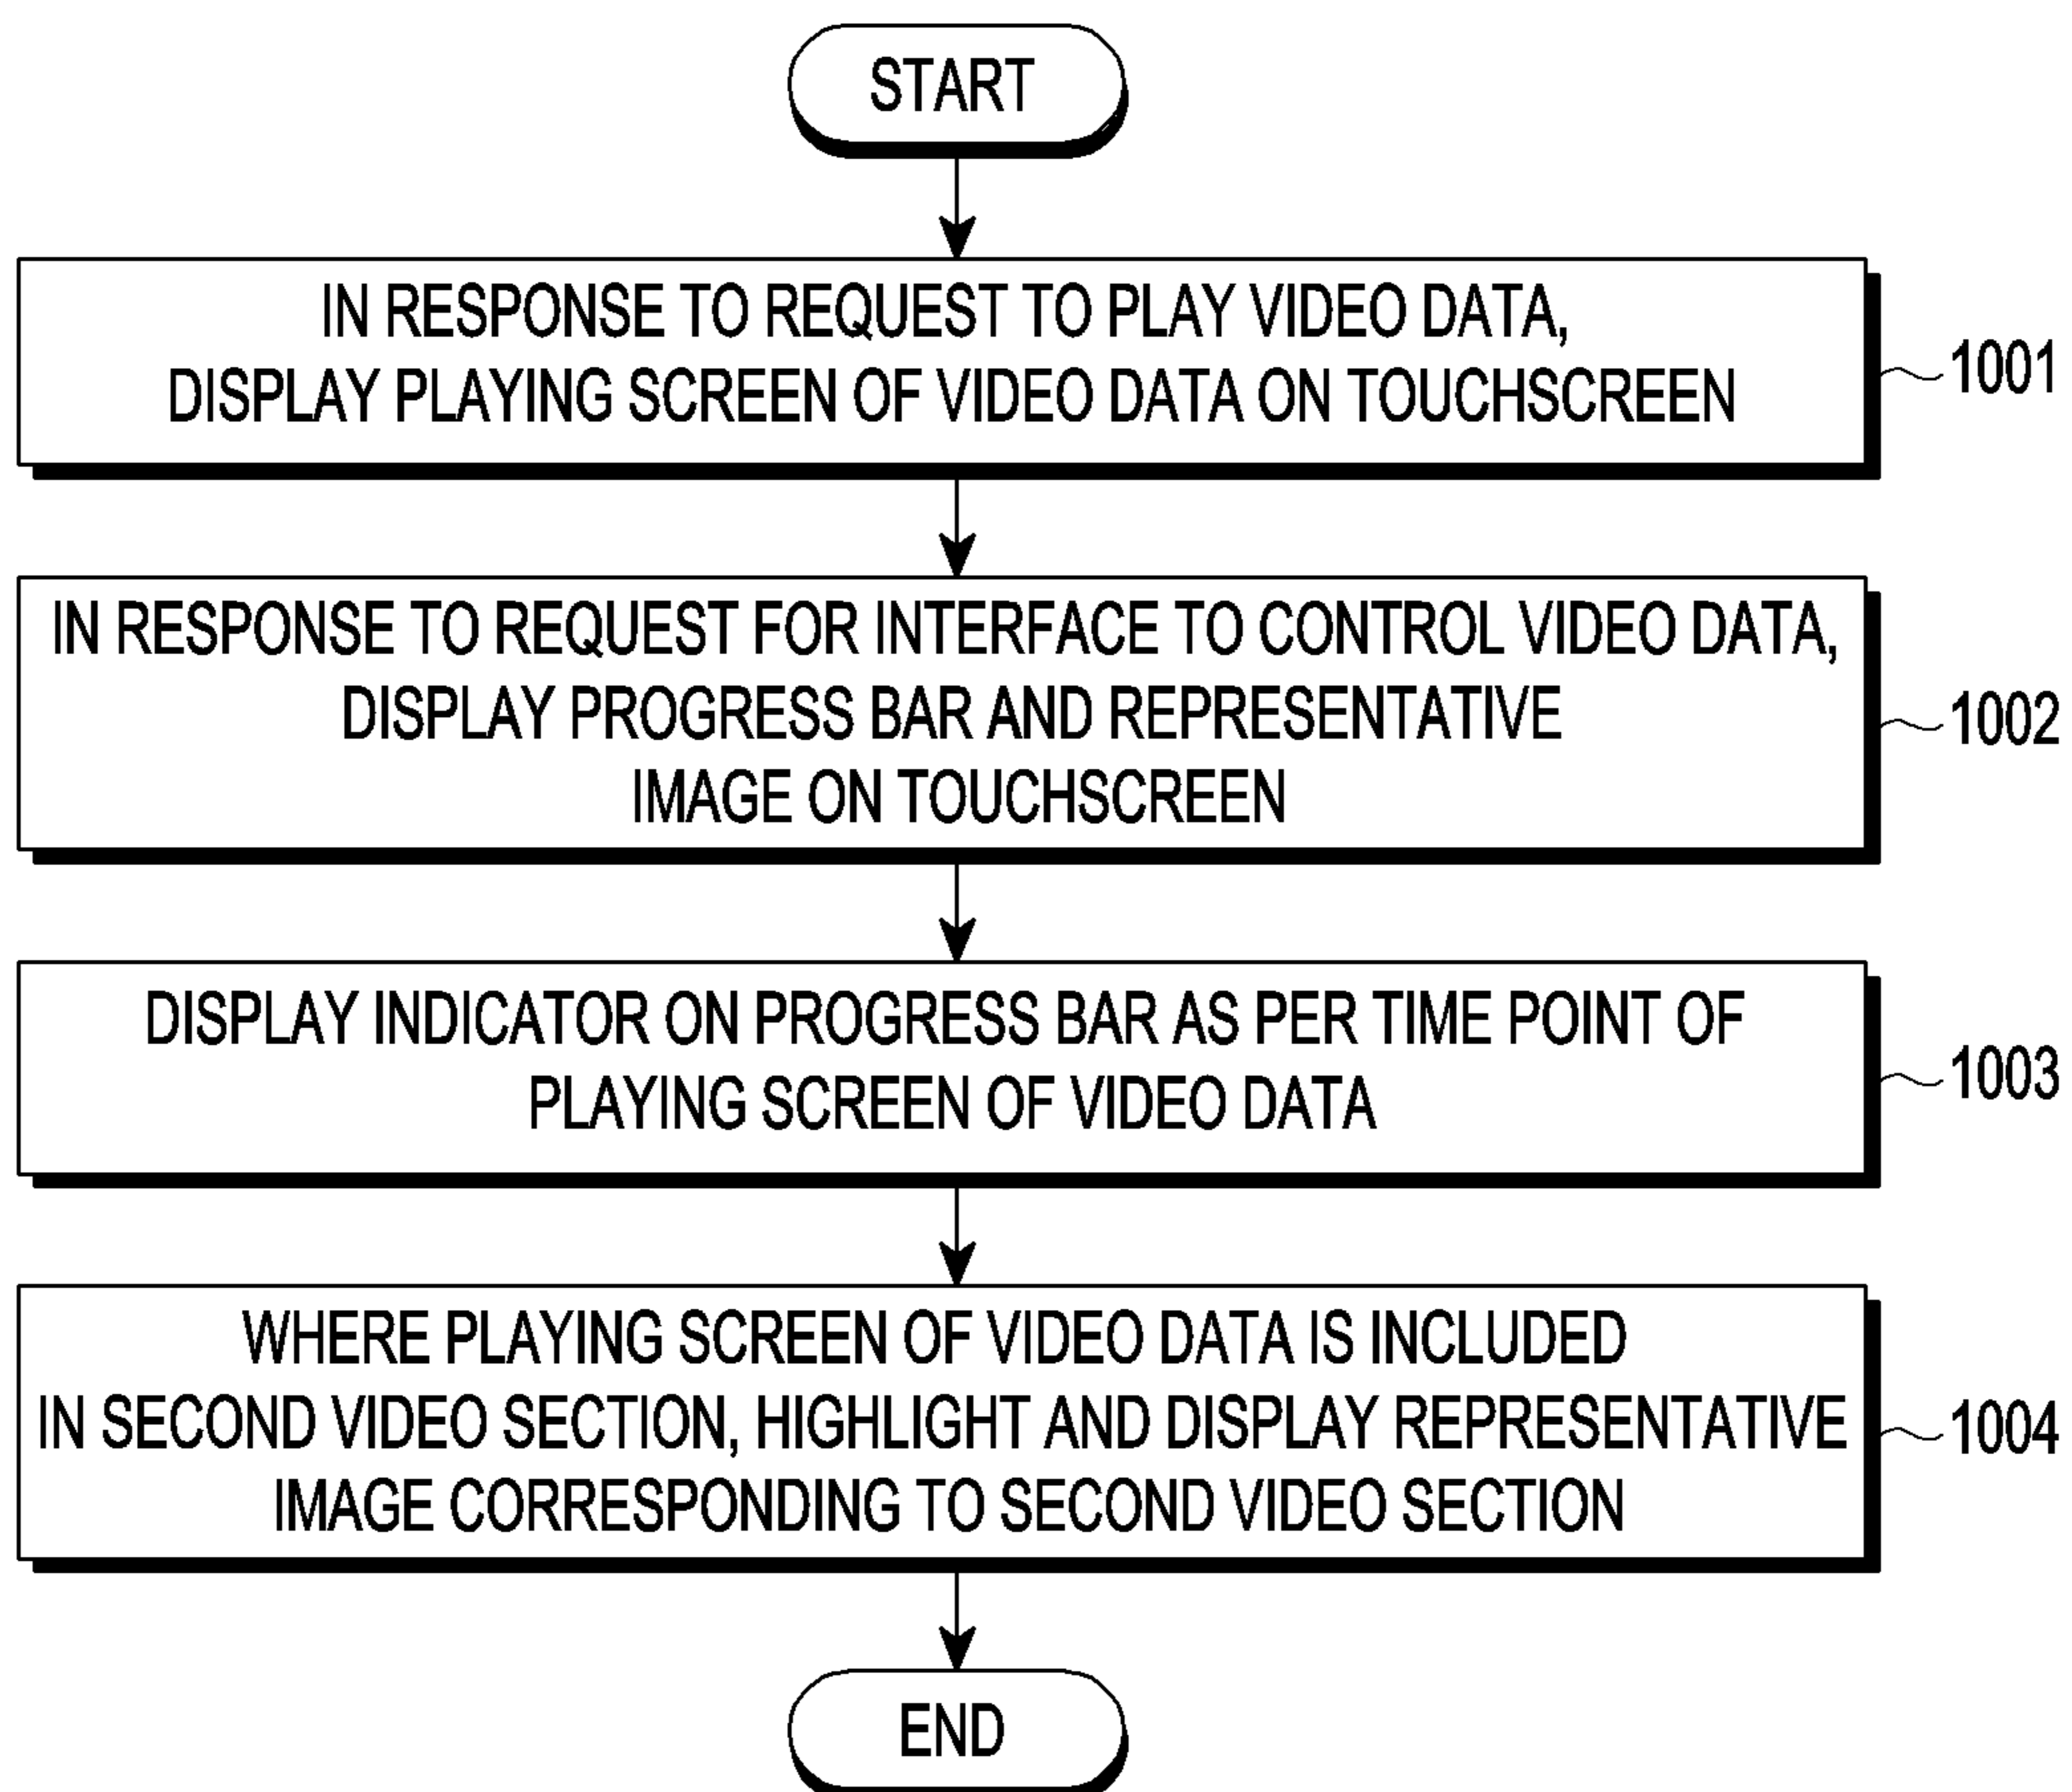 START
IN RESPONSE TO REQUEST TO PLAY VIDEO DATA,
DISPLAY PLAYING SCREEN OF VIDEO DATA ON TOUCHSCREEN
1001
IN RESPONSE TO REQUEST FOR INTERFACE TO CONTROL VIDEO DATA,
DISPLAY PROGRESS BAR AND REPRESENTATIVE
IMAGE ON TOUCHSCREEN
1002
DISPLAY INDICATOR ON PROGRESS BAR AS PER TIME POINT OF
PLAYING SCREEN OF VIDEO DATA
1003
WHERE PLAYING SCREEN OF VIDEO DATA IS INCLUDED
IN SECOND VIDEO SECTION, HIGHLIGHT AND DISPLAY REPRESENTATIVE
IMAGE CORRESPONDING TO SECOND VIDEO SECTION
1004
END